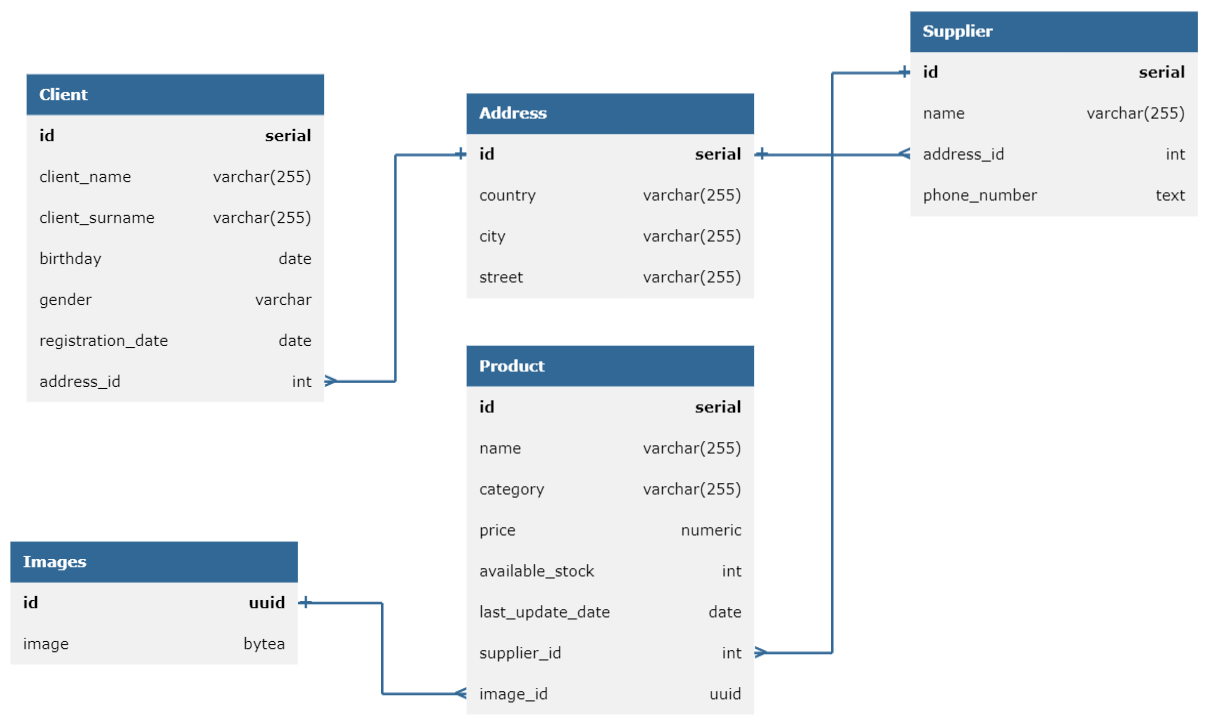 Client
id serial
client_name varchar(255)
client_surname varchar(255)
birthday date
gender varchar
registration_date date
address_id int
Address
id serial
country varchar(255)
city varchar(255)
street varchar(255)
Supplier
id serial
name varchar(255)
address_id int
phone_number text
Product
id serial
name varchar(255)
category varchar(255)
price numeric
available_stock int
last_update_date date
supplier_id int
image_id uuid
Images
id uuid
image bytea